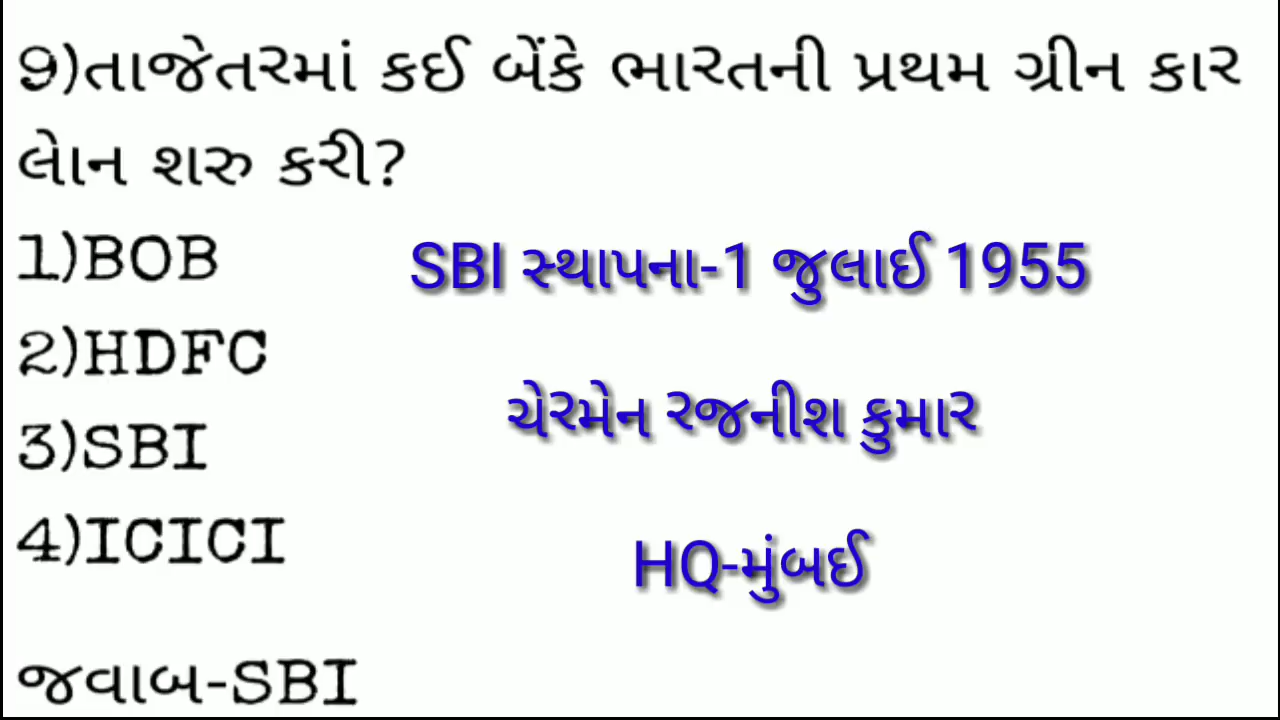 9)તાજેતરમાં કઈ બેંકે ભારતની પ્રથમ ગ્રીન કાર
લોન શરુ કરી?
1)BOB
2)HDFC
3)SBI
4)ICICI
SBI સ્થાપના-1 જુલાઈ 1955
ચેરમેન રજનીશ કુમાર
HQ-મુંબઈ
જવાબ-SBI